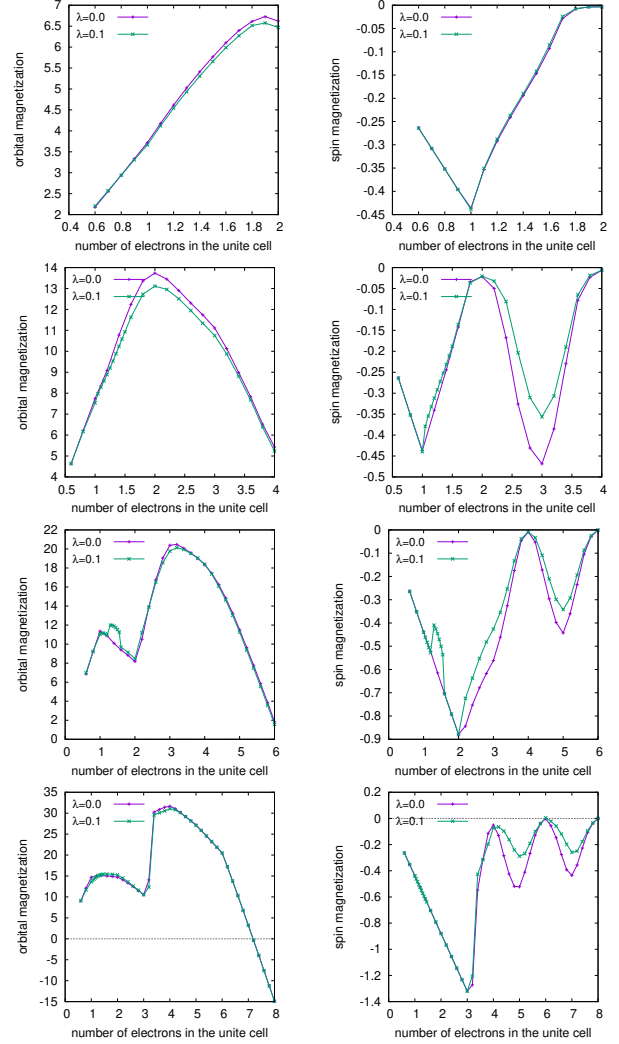 7
6.5
6
5.5
5
4.5
4
3.5
3
2.5
2
0.4 0.6 0.8 1 1.2 1.4 1.6 1.8 2
orbital magnetization
number of electrons in the unite cell
λ=0.0
λ=0.1
0
-0.05
-0.1
-0.15
-0.2
-0.25
-0.3
-0.35
-0.4
-0.45
0.4 0.6 0.8 1 1.2 1.4 1.6 1.8 2
spin magnetization
number of electrons in the unite cell
λ=0.0
λ=0.1
14
13
12
11
10
9
8
7
6
5
4
0.5 1 1.5 2 2.5 3 3.5 4
orbital magnetization
number of electrons in the unite cell
λ=0.0
λ=0.1
0
-0.05
-0.1
-0.15
-0.2
-0.25
-0.3
-0.35
-0.4
-0.45
-0.5
0.5 1 1.5 2 2.5 3 3.5 4
spin magnetization
number of electrons in the unite cell
λ=0.0
λ=0.1
22
20
18
16
14
12
10
8
6
4
2
0
0 1 2 3 4 5 6
orbital magnetization
number of electrons in the unite cell
λ=0.0
λ=0.1
0
-0.1
-0.2
-0.3
-0.4
-0.5
-0.6
-0.7
-0.8
-0.9
0 1 2 3 4 5 6
spin magnetization
number of electrons in the unite cell
λ=0.0
λ=0.1
35
30
25
20
15
10
5
0
-5
-10
-15
0 1 2 3 4 5 6 7 8
orbital magnetization
number of electrons in the unite cell
λ=0.0
λ=0.1
0.2
0
-0.2
-0.4
-0.6
-0.8
-1
-1.2
-1.4
0 1 2 3 4 5 6 7 8
spin magnetization
number of electrons in the unite cell
λ=0.0
λ=0.1